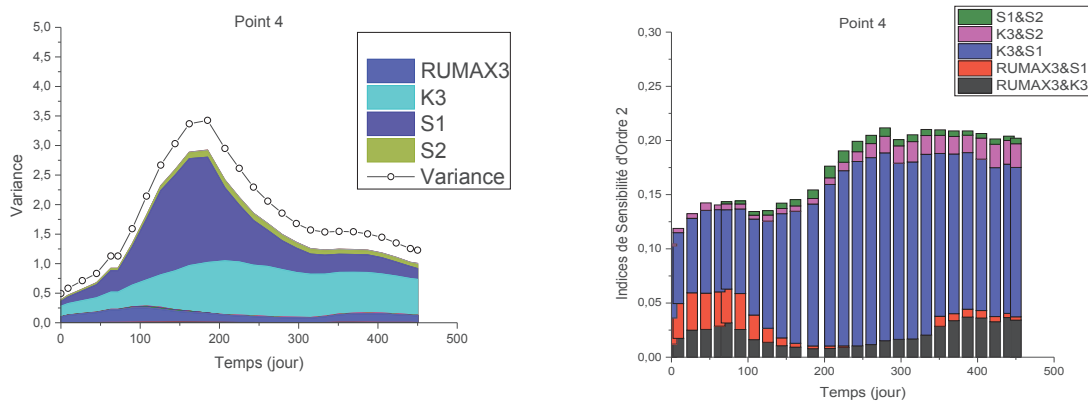 Point 4
Variance
5,0
4,5
4,0
3,5
3,0
2,5
2,0
1,5
1,0
0,5
0,0
0
100
200
300
400
500
Temps (jour)
RUMAX3
K3
S1
S2
Variance
Point 4
Indices de Sensibilité d'Ordre 2
0,30
0,25
0,20
0,15
0,10
0,05
0,00
0
100
200
300
400
500
Temps (jour)
S1&S2
K3&S2
K3&S1
RUMAX3&S1
RUMAX3&K3